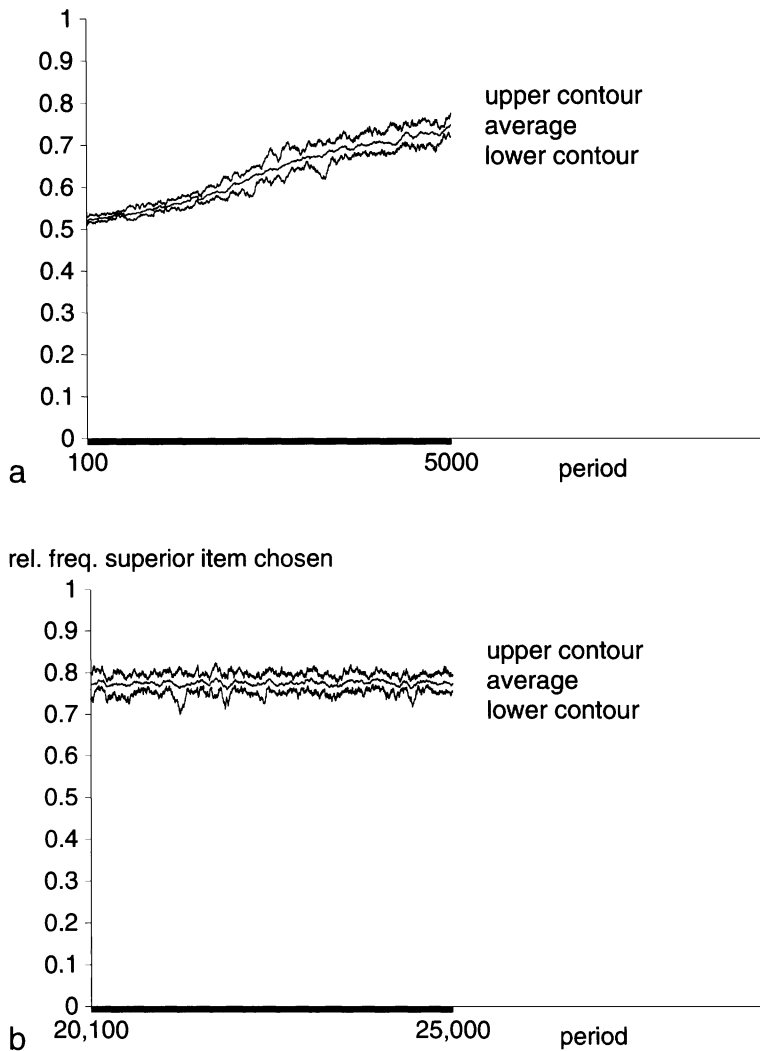 1
0.9
0.8
0.7
0.6
0.5
0.4
0.3
0.2
0.1
0
upper contour
average
lower contour
100 5000 period
a
rel. freq. superior item chosen
1
0.9
0.8
0.7
0.6
0.5
0.4
0.3
0.2
0.1
0
upper contour
average
lower contour
20,100 25,000 period
b